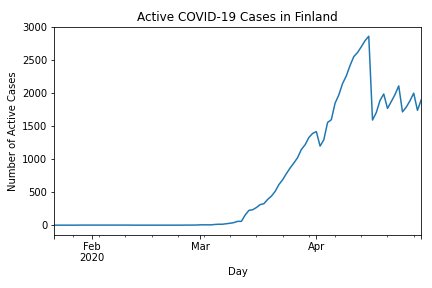 Active COVID-19 Cases in Finland
3000
2500
2000
1500
1000
500
0
Number of Active Cases
Feb
2020
Mar
Apr
Day